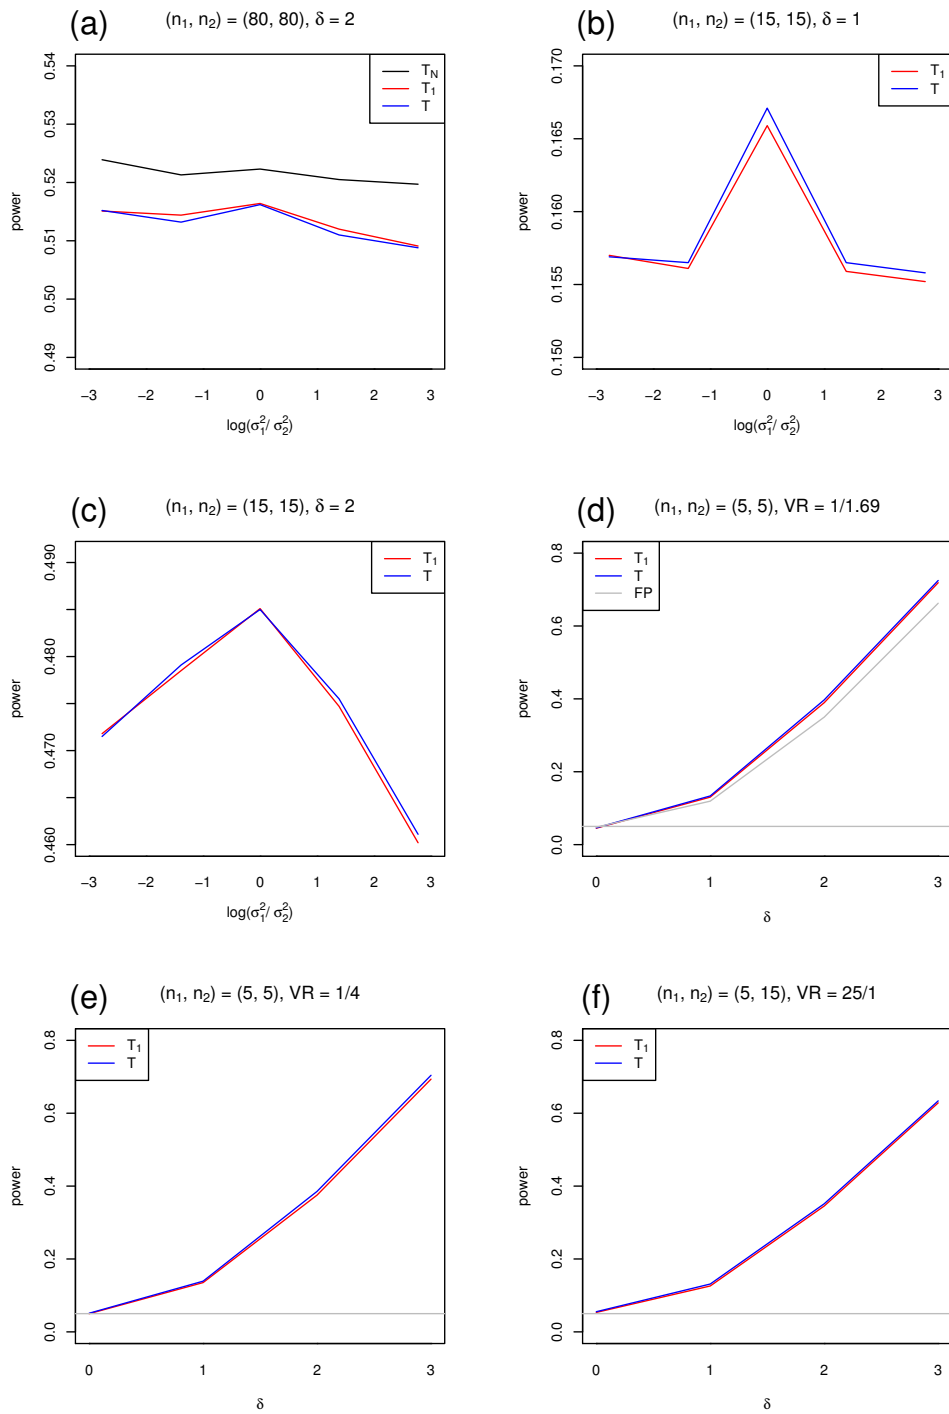 (a) (n₁, n₂) = (80, 80), δ = 2
0.54
0.53
0.52
0.51
0.50
0.49
power
T_N
T₁
T
−3 −2 −1 0 1 2 3
log(σ₁²/ σ₂²)
(b) (n₁, n₂) = (15, 15), δ = 1
0.170
0.165
0.160
0.155
0.150
power
T₁
T
−3 −2 −1 0 1 2 3
log(σ₁²/ σ₂²)
(c) (n₁, n₂) = (15, 15), δ = 2
0.490
0.480
0.470
0.460
power
T₁
T
−3 −2 −1 0 1 2 3
log(σ₁²/ σ₂²)
(d) (n₁, n₂) = (5, 5), VR = 1/1.69
0.8
0.6
0.4
0.2
0.0
power
T₁
T
FP
0 1 2 3
δ
(e) (n₁, n₂) = (5, 5), VR = 1/4
0.8
0.6
0.4
0.2
0.0
power
T₁
T
0 1 2 3
δ
(f) (n₁, n₂) = (5, 15), VR = 25/1
0.8
0.6
0.4
0.2
0.0
power
T₁
T
0 1 2 3
δ